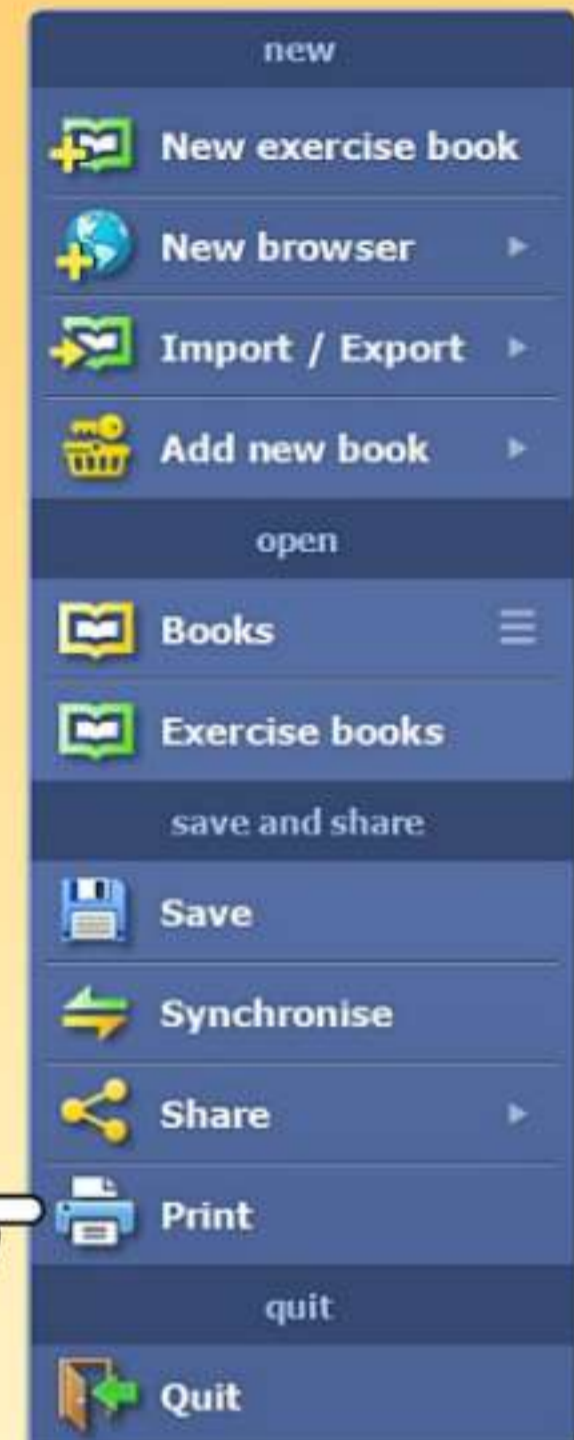 new
New exercise book
New browser
Import / Export
Add new book
open
Books
Exercise books
save and share
Save
Synchronise
Share
Print
quit
Quit